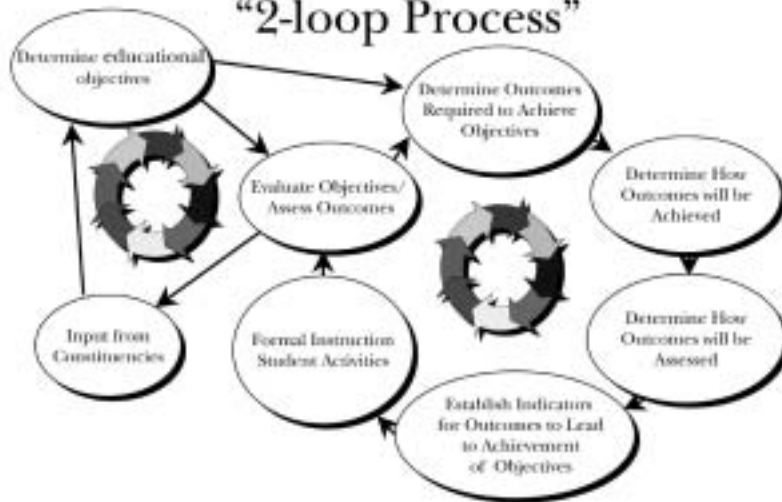 “2-loop Process”
Determine educational
objectives
Determine Outcomes
Required to Achieve
Objectives
Evaluate Objectives/
Assess Outcomes
Determine How
Outcomes will be
Achieved
Input from
Constituencies
Formal Instruction
Student Activities
Determine How
Outcomes will be
Assessed
Establish Indicators
for Outcomes to Lead
to Achievement
of Objectives